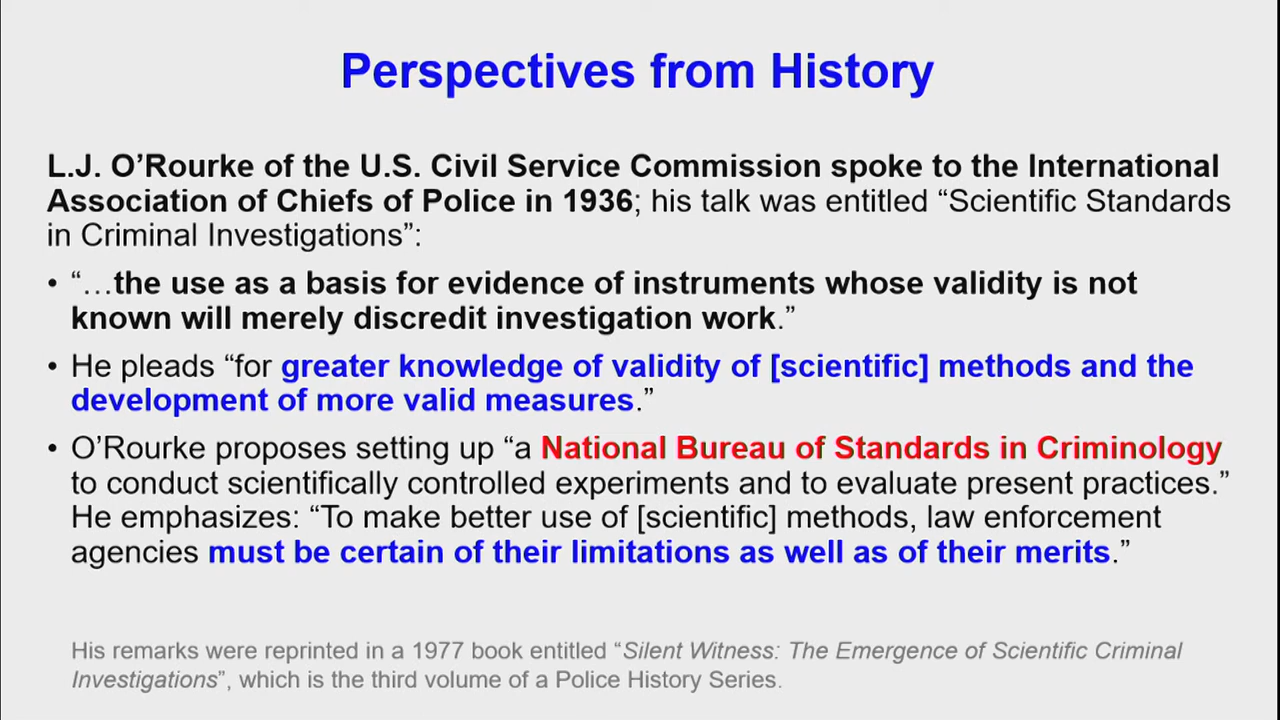 Perspectives from History
L.J. O’Rourke of the U.S. Civil Service Commission spoke to the International
Association of Chiefs of Police in 1936; his talk was entitled “Scientific Standards
in Criminal Investigations”:
• “…the use as a basis for evidence of instruments whose validity is not
known will merely discredit investigation work.”
• He pleads “for greater knowledge of validity of [scientific] methods and the
development of more valid measures.”
• O’Rourke proposes setting up “a National Bureau of Standards in Criminology
to conduct scientifically controlled experiments and to evaluate present practices.”
He emphasizes: “To make better use of [scientific] methods, law enforcement
agencies must be certain of their limitations as well as of their merits.”
His remarks were reprinted in a 1977 book entitled “Silent Witness: The Emergence of Scientific Criminal
Investigations”, which is the third volume of a Police History Series.